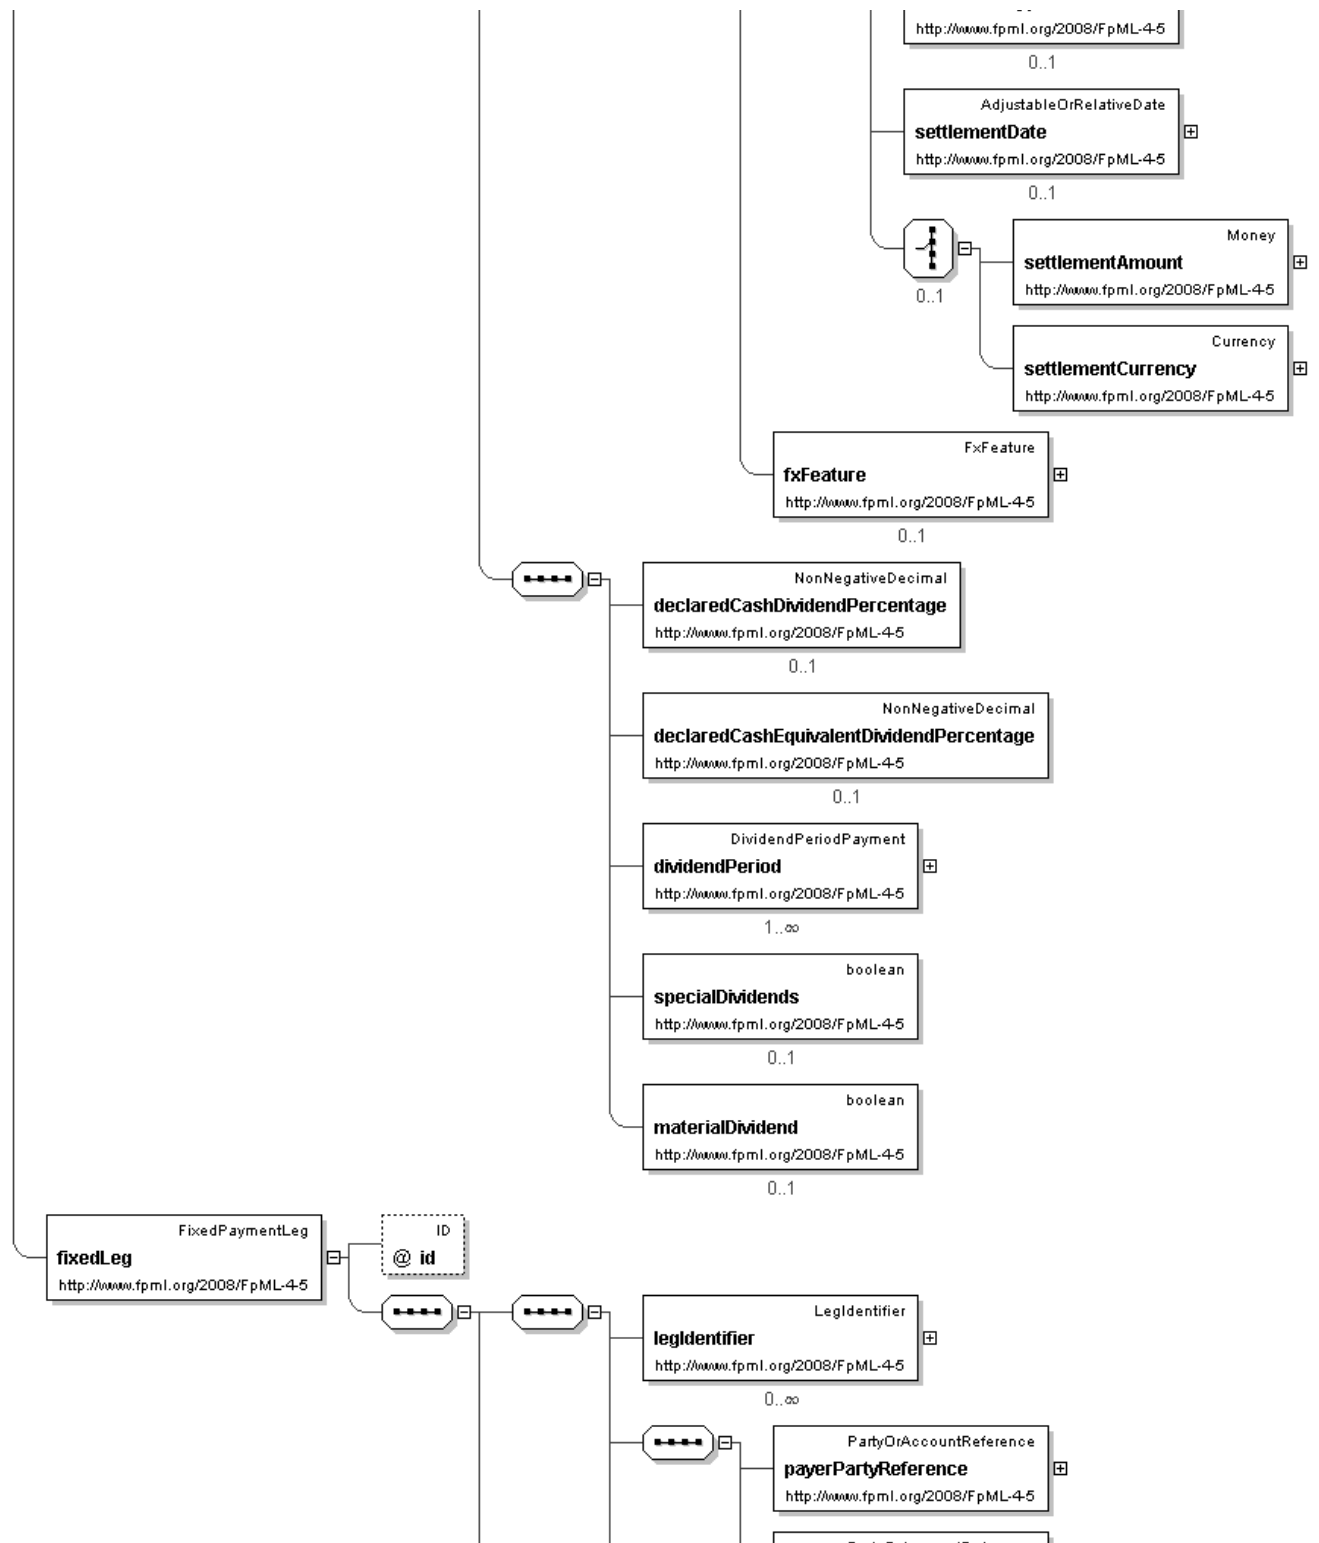 http://www.fpml.org/2008/FpML-4-5
0..1
AdjustableOrRelativeDate
settlementDate
http://www.fpml.org/2008/FpML-4-5
0..1
Money
settlementAmount
http://www.fpml.org/2008/FpML-4-5
0..1
Currency
settlementCurrency
http://www.fpml.org/2008/FpML-4-5
FxFeature
fxFeature
http://www.fpml.org/2008/FpML-4-5
0..1
NonNegativeDecimal
declaredCashDividendPercentage
http://www.fpml.org/2008/FpML-4-5
0..1
NonNegativeDecimal
declaredCashEquivalentDividendPercentage
http://www.fpml.org/2008/FpML-4-5
0..1
DividendPeriodPayment
dividendPeriod
http://www.fpml.org/2008/FpML-4-5
1..∞
boolean
specialDividends
http://www.fpml.org/2008/FpML-4-5
0..1
boolean
materialDividend
http://www.fpml.org/2008/FpML-4-5
0..1
FixedPaymentLeg
fixedLeg
http://www.fpml.org/2008/FpML-4-5
ID
@ id
LegIdentifier
legIdentifier
http://www.fpml.org/2008/FpML-4-5
0..∞
PartyOrAccountReference
payerPartyReference
http://www.fpml.org/2008/FpML-4-5